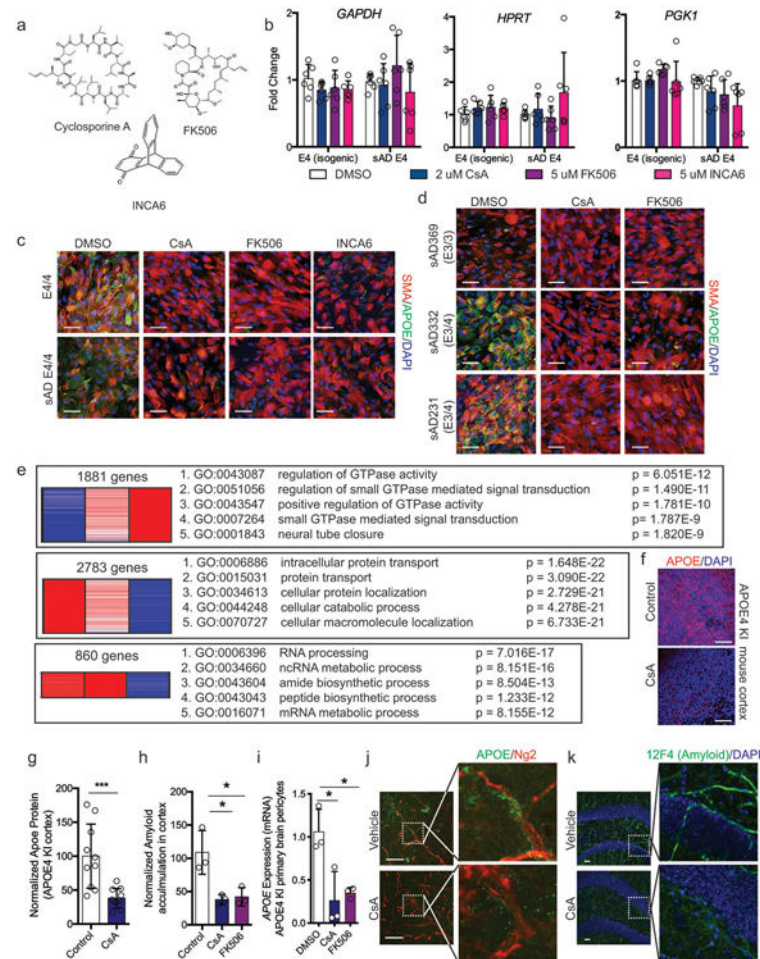 a
Cyclosporine A
FK506
INCA6
b
GAPDH
HPRT
PGK1
Fold Change
2
1
0
E4 (isogenic) sAD E4
4
3
2
1
0
E4 (isogenic) sAD E4
2
1
0
E4 (isogenic) sAD E4
DMSO 2 uM CsA 5 uM FK506 5 uM INCA6
c
DMSO CsA FK506 INCA6
E4/4
sAD E4/4
SMA/APOE/DAPI
d
DMSO CsA FK506
sAD369 (E3/3)
sAD332 (E3/4)
sAD231 (E3/4)
SMA/APOE/DAPI
e
1881 genes
1. GO:0043087 regulation of GTPase activity p = 6.051E-12
2. GO:0051056 regulation of small GTPase mediated signal transduction p = 1.490E-11
3. GO:0043547 positive regulation of GTPase activity p = 1.781E-10
4. GO:0007264 small GTPase mediated signal transduction p= 1.787E-9
5. GO:0001843 neural tube closure p = 1.820E-9
2783 genes
1. GO:0006886 intracellular protein transport p = 1.648E-22
2. GO:0015031 protein transport p = 3.090E-22
3. GO:0034613 cellular protein localization p = 2.729E-21
4. GO:0044248 cellular catabolic process p = 4.278E-21
5. GO:0070727 cellular macromolecule localization p = 6.733E-21
860 genes
1. GO:0006396 RNA processing p = 7.016E-17
2. GO:0034660 ncRNA metabolic process p = 8.151E-16
3. GO:0043604 amide biosynthetic process p = 8.504E-13
4. GO:0043043 peptide biosynthetic process p = 1.233E-12
5. GO:0016071 mRNA metabolic process p = 8.155E-12
f
APOE/DAPI
Control
CsA
APOE4 KI mouse cortex
g
Normalized Apoe Protein
(APOE4 KI cortex)
200
150
100
50
0
***
Control CsA
h
Normalized Amyloid
accumulation in cortex
200
150
100
50
0
*
*
Control CsA FK506
i
APOE Expression (mRNA)
APOE4 KI primary brain pericytes
2.0
1.5
1.0
0.5
0.0
*
*
DMSO CsA FK506
j
APOE/Ng2
Vehicle
CsA
k
12F4 (Amyloid)/DAPI
Vehicle
CsA